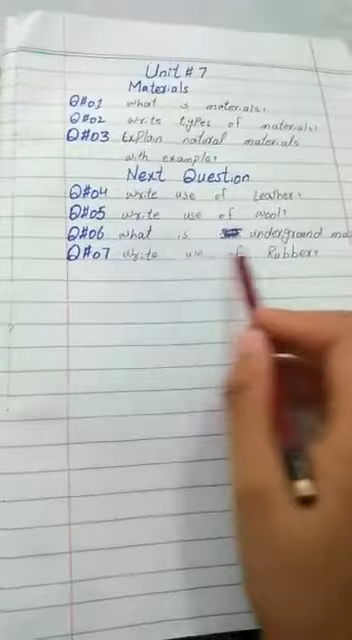 Unit # 7
Materials
Q#01 what is materials?
Q#02 write types of materials?
Q#03 Explain natural materials
with example?
Next Question
Q#04 write use of Leather?
Q#05 write use of wool?
Q#06 what is underground ma
Q#07 write use of Rubber?